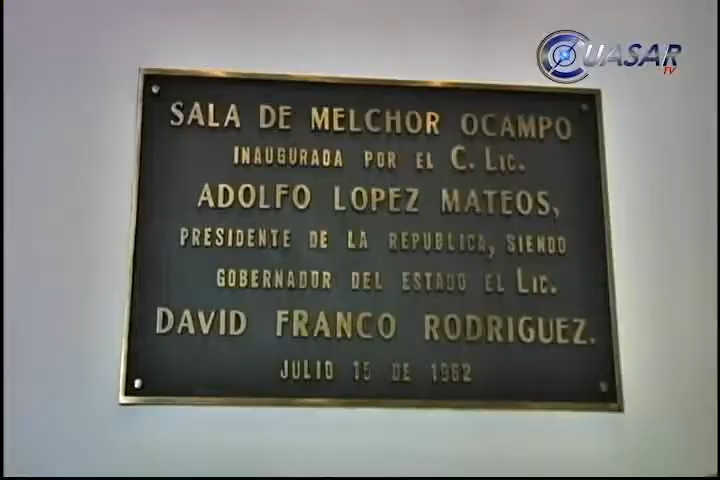 QUASAR
TV
SALA DE MELCHOR OCAMPO
INAUGURADA POR EL C. LIC.
ADOLFO LOPEZ MATEOS,
PRESIDENTE DE LA REPUBLICA, SIENDO
GOBERNADOR DEL ESTADO EL LIC.
DAVID FRANCO RODRIGUEZ.
JULIO 15 DE 1962